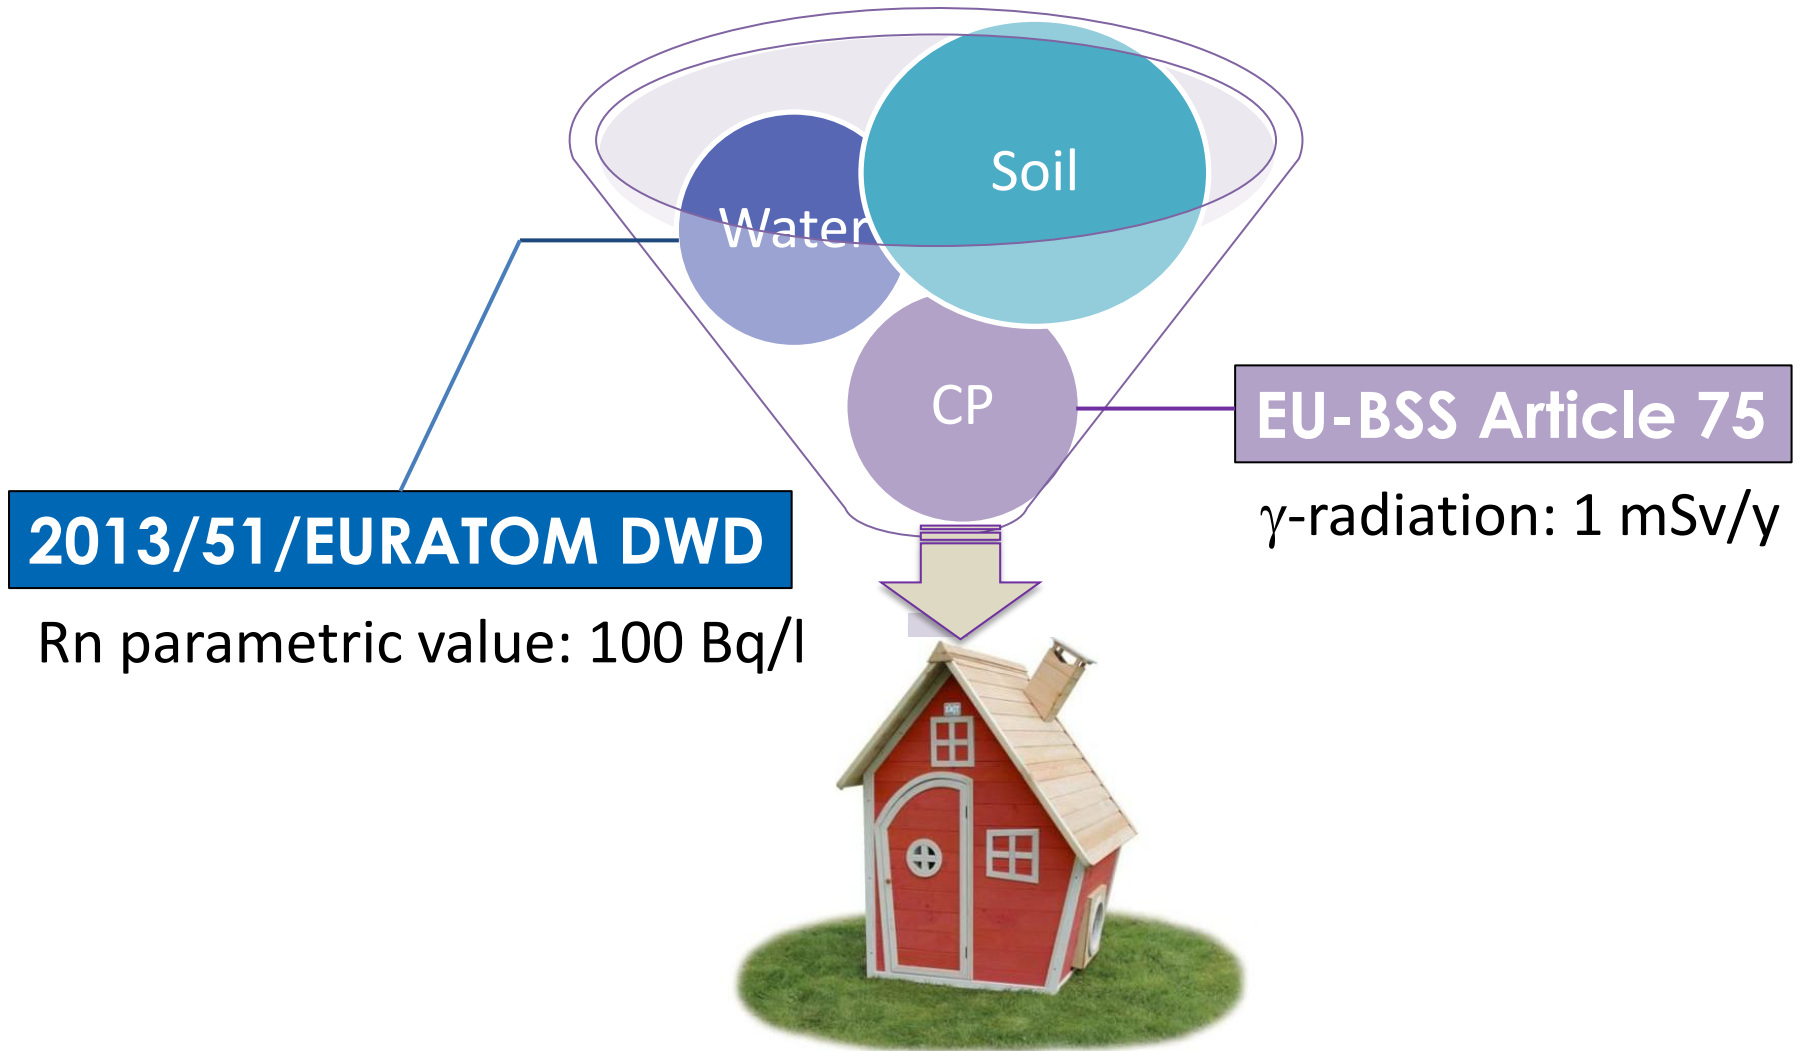 Soil
Water
CP
EU-BSS Article 75
γ-radiation: 1 mSv/y
2013/51/EURATOM DWD
Rn parametric value: 100 Bq/l